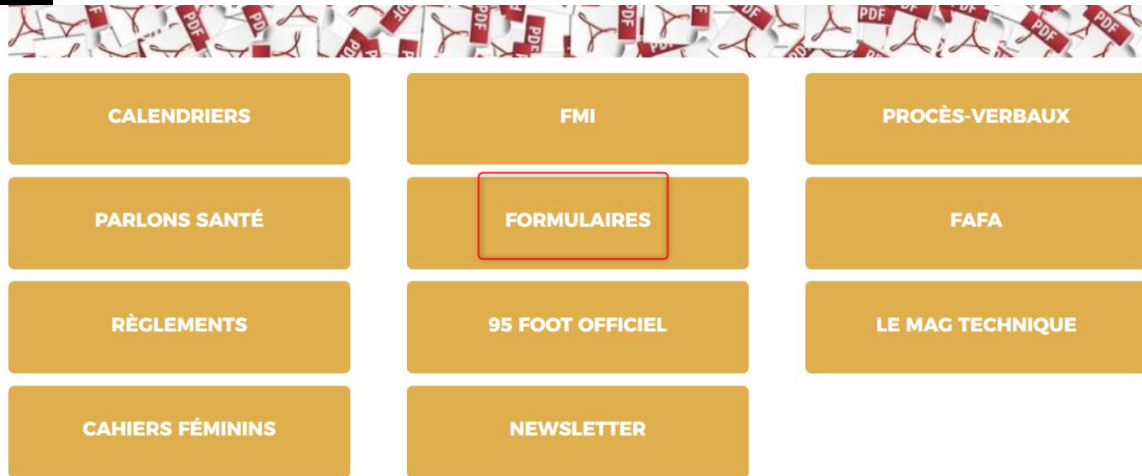 CALENDRIERS
FMI
PROCÈS-VERBAUX
PARLONS SANTÉ
FORMULAIRES
FAFA
RÈGLEMENTS
95 FOOT OFFICIEL
LE MAG TECHNIQUE
CAHIERS FÉMININS
NEWSLETTER